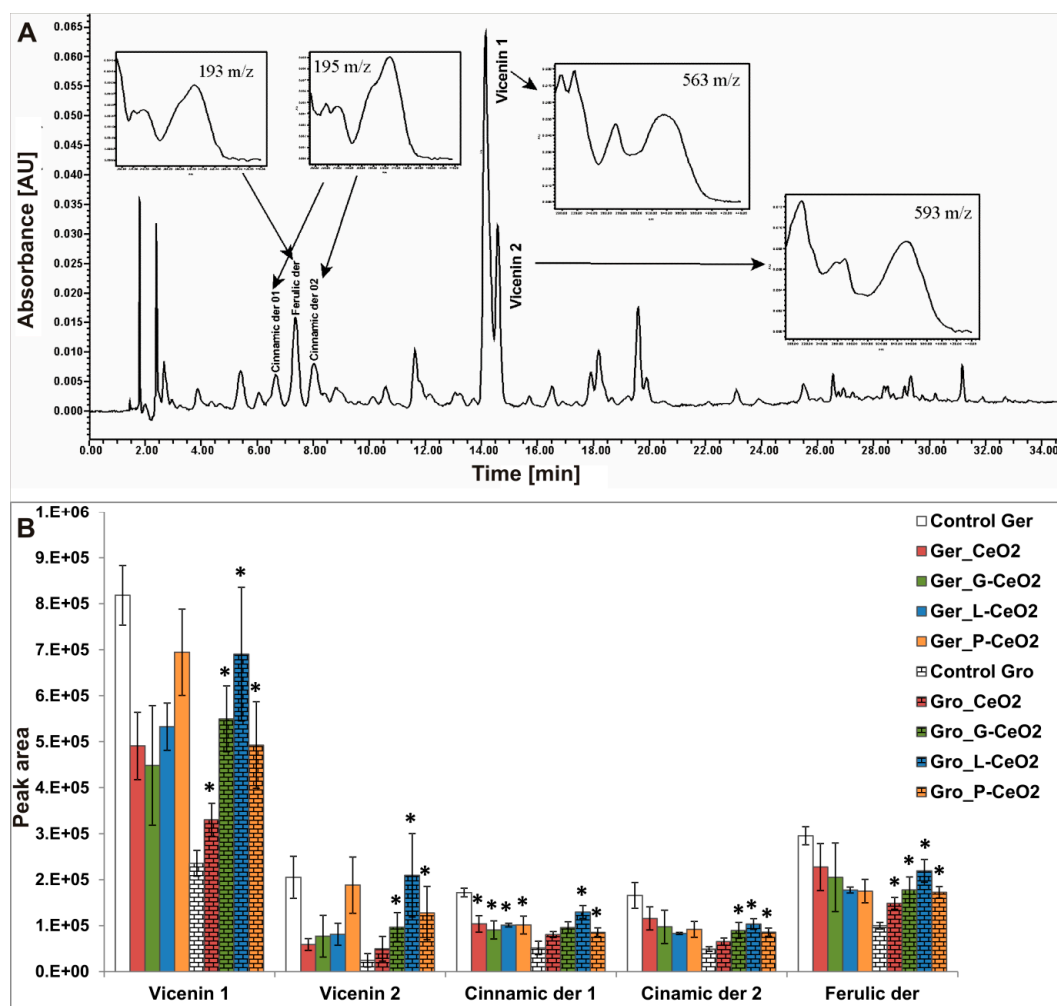 A
0.065
0.060
0.055
0.050
0.045
0.040
0.035
0.030
0.025
0.020
0.015
0.010
0.005
0.000
Absorbance [AU]
193 m/z
195 m/z
563 m/z
593 m/z
Vicenin 1
Vicenin 2
Cinnamic der 01
Ferulic der
Cinnamic der 02
0.00 2.00 4.00 6.00 8.00 10.00 12.00 14.00 16.00 18.00 20.00 22.00 24.00 26.00 28.00 30.00 32.00 34.00
Time [min]
B
1.E+06
9.E+05
8.E+05
7.E+05
6.E+05
5.E+05
4.E+05
3.E+05
2.E+05
1.E+05
0.E+00
Peak area
* * * *
* * *
* * * * * *
* * *
* * * *
Vicenin 1 Vicenin 2 Cinnamic der 1 Cinamic der 2 Ferulic der
Control Ger
Ger_CeO2
Ger_G-CeO2
Ger_L-CeO2
Ger_P-CeO2
Control Gro
Gro_CeO2
Gro_G-CeO2
Gro_L-CeO2
Gro_P-CeO2